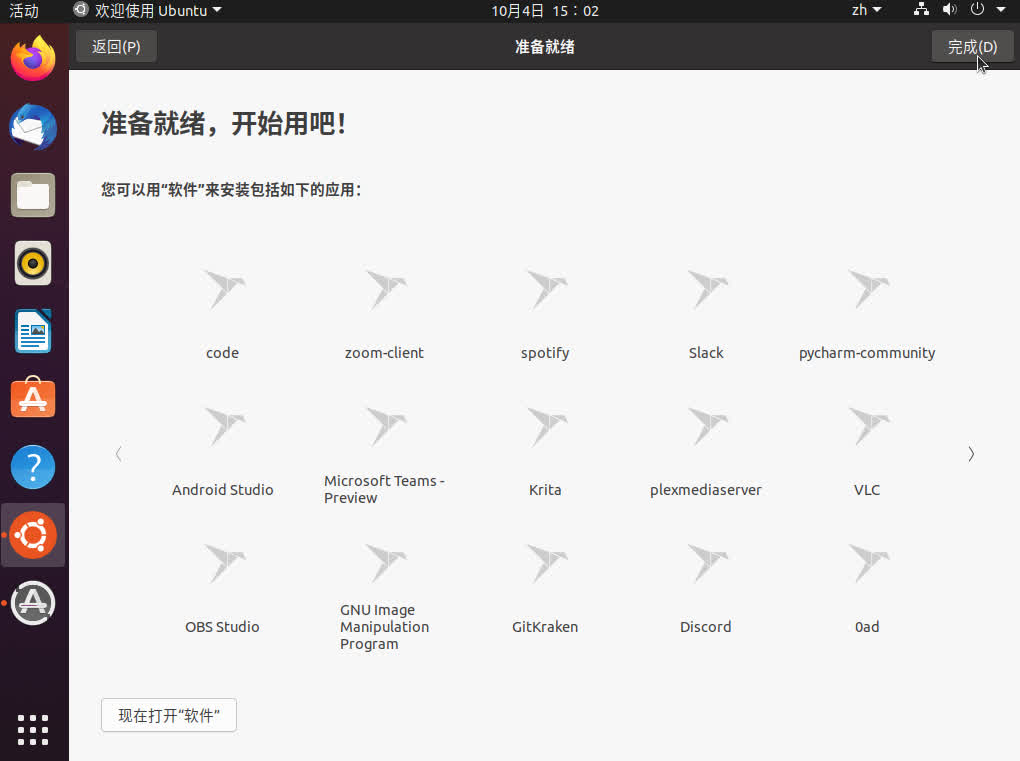 活动
欢迎使用 Ubuntu
10月4日 15：02
zh
返回(P)
准备就绪
完成(D)
准备就绪，开始用吧！
您可以用“软件”来安装包括如下的应用：
code
zoom-client
spotify
Slack
pycharm-community
Android Studio
Microsoft Teams -
Preview
Krita
plexmediaserver
VLC
OBS Studio
GNU Image
Manipulation
Program
GitKraken
Discord
0ad
现在打开“软件”